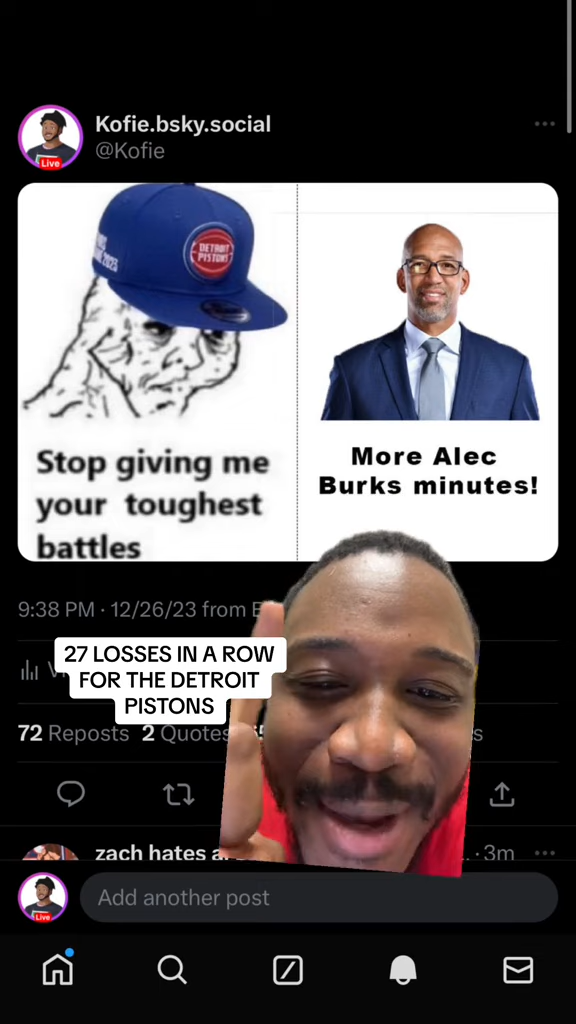 Kofie.bsky.social
@Kofie
Live
DETROIT
PISTONS
Stop giving me
your toughest
battles
More Alec
Burks minutes!
9:38 PM · 12/26/23 from
27 LOSSES IN A ROW
FOR THE DETROIT
PISTONS
72 Reposts 2 Quotes
zach hates
· 3m
Live
Add another post